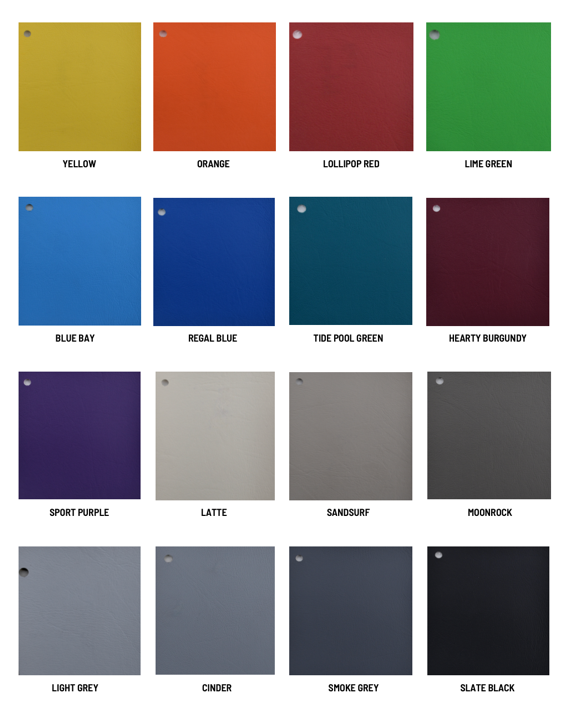 YELLOW
ORANGE
LOLLIPOP RED
LIME GREEN
BLUE BAY
REGAL BLUE
TIDE POOL GREEN
HEARTY BURGUNDY
SPORT PURPLE
LATTE
SANDSURF
MOONROCK
LIGHT GREY
CINDER
SMOKE GREY
SLATE BLACK